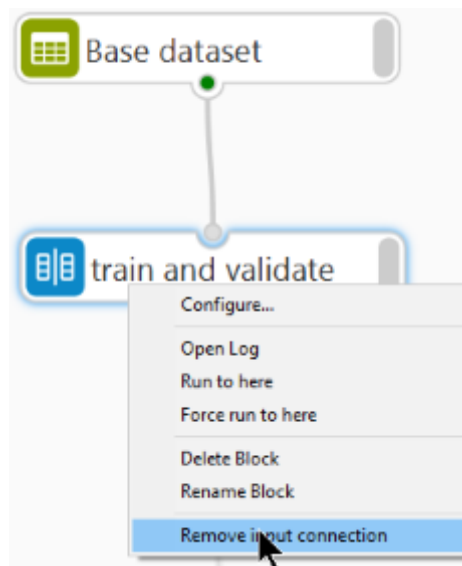 Base dataset
train and validate
Configure...
Open Log
Run to here
Force run to here
Delete Block
Rename Block
Remove input connection